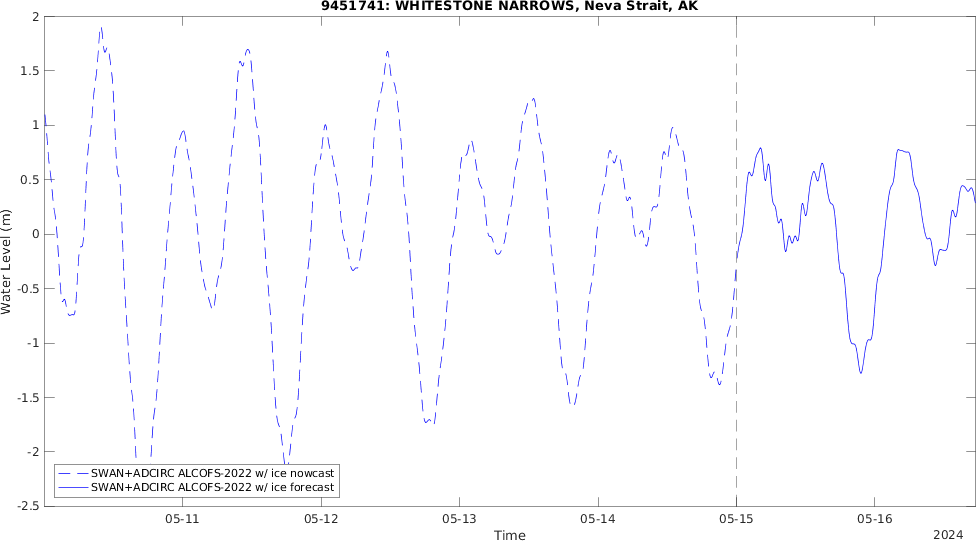 9451741: WHITESTONE NARROWS, Neva Strait, AK
Water Level (m)
2
1.5
1
0.5
0
-0.5
-1
-1.5
-2
-2.5
SWAN+ADCIRC ALCOFS-2022 w/ ice nowcast
SWAN+ADCIRC ALCOFS-2022 w/ ice forecast
05-11 05-12 05-13 05-14 05-15 05-16
Time
2024